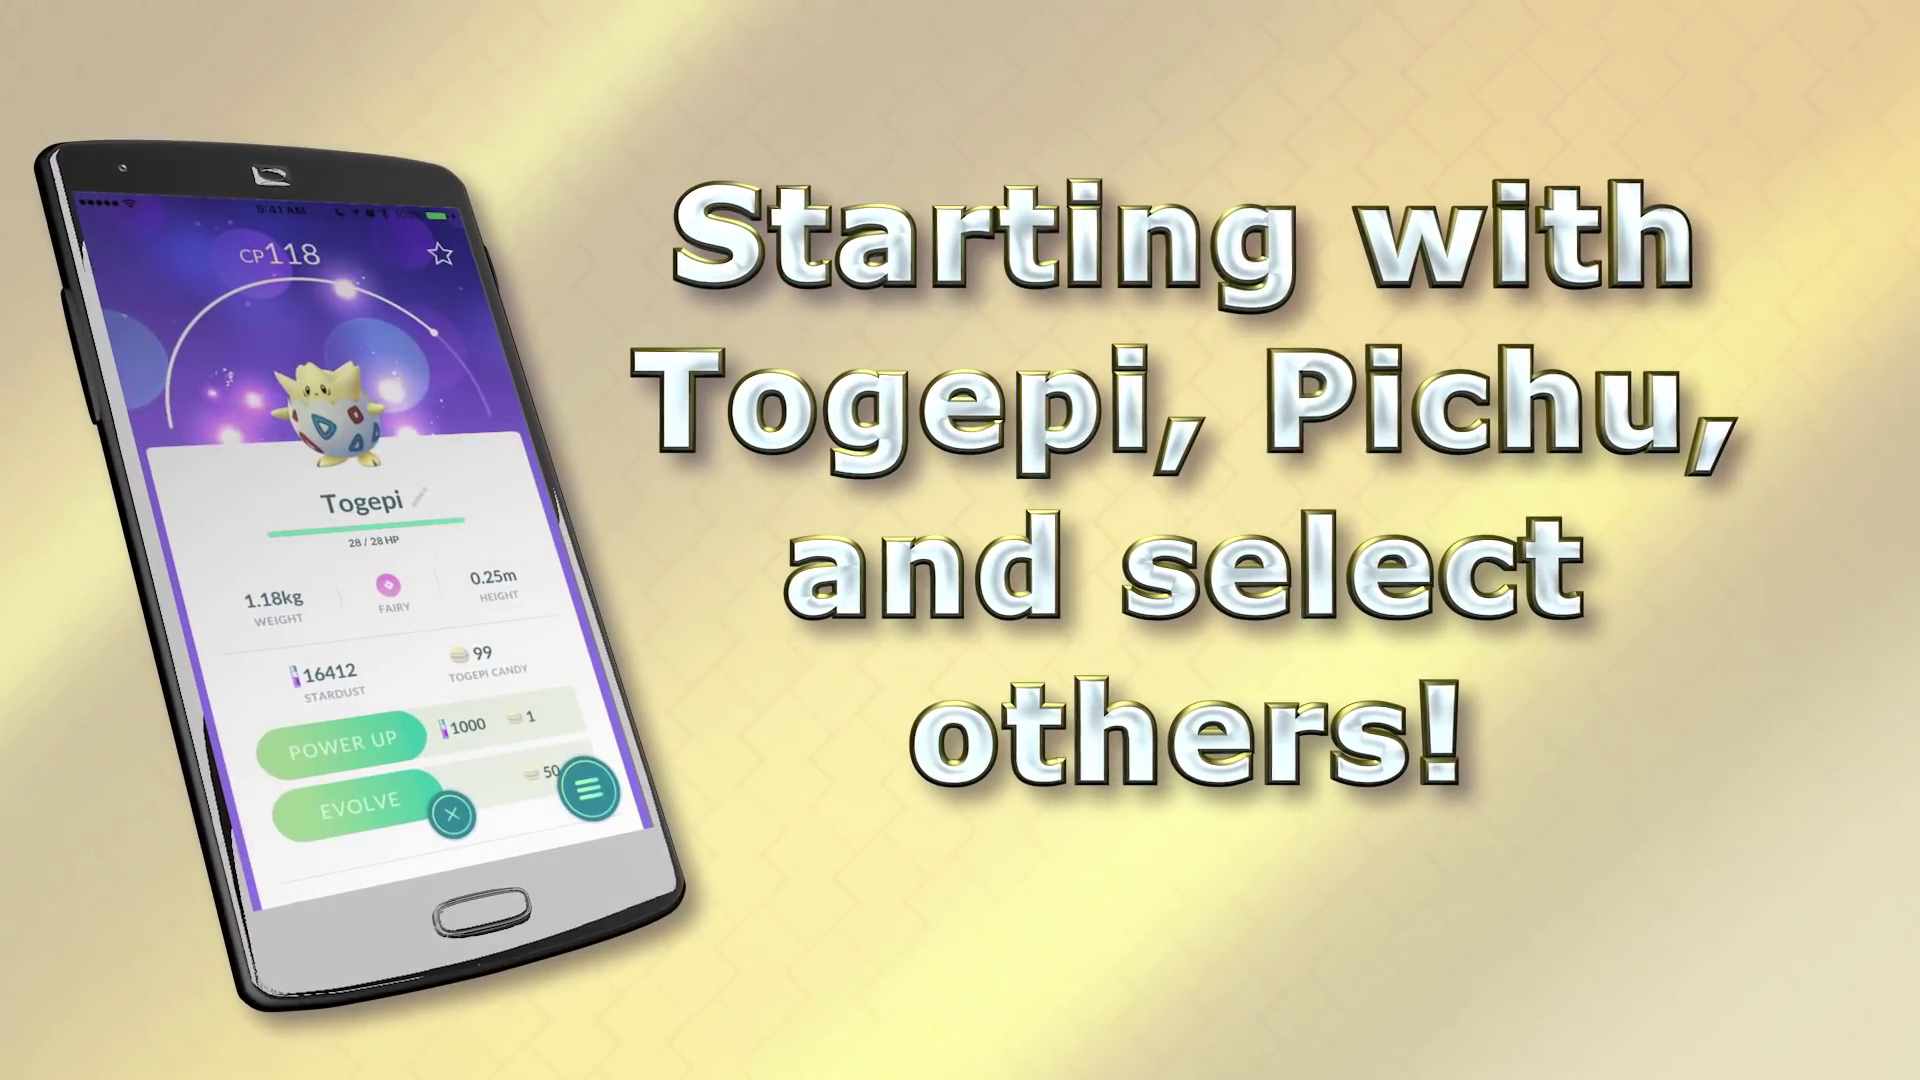 9:41 AM 100%
CP118
Togepi
28 / 28 HP
1.18kg
WEIGHT
FAIRY
0.25m
HEIGHT
16412
STARDUST
99
TOGEPI CANDY
POWER UP 1000 1
EVOLVE 50
Starting with
Togepi, Pichu,
and select
others!